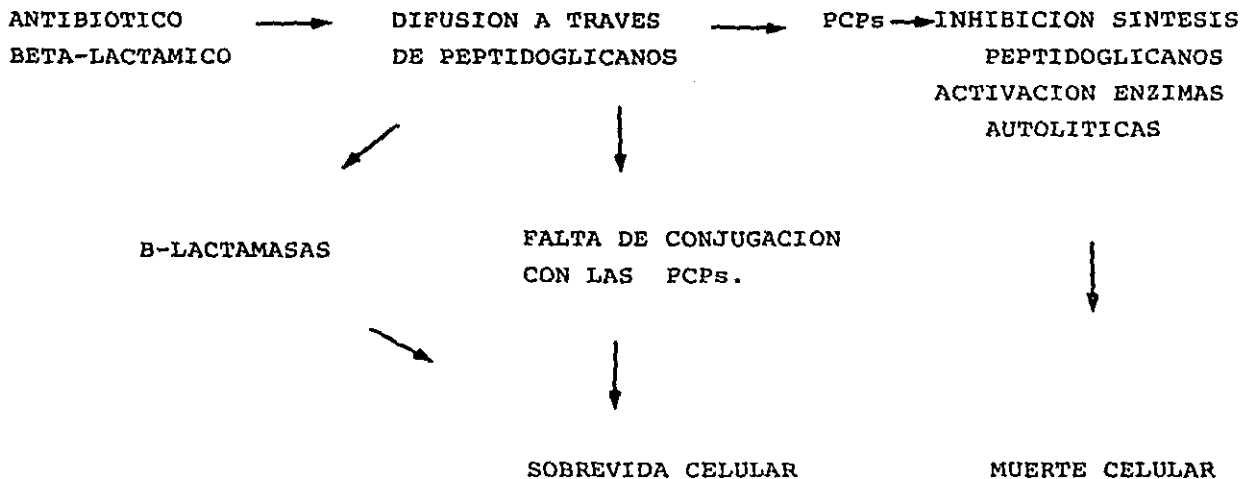 ANTIBIOTICO
BETA-LACTAMICO
DIFUSION A TRAVES
DE PEPTIDOGLICANOS
PCPs
INHIBICION SINTESIS
PEPTIDOGLICANOS
ACTIVACION ENZIMAS
AUTOLITICAS
B-LACTAMASAS
FALTA DE CONJUGACION
CON LAS PCPs.
SOBREVIDA CELULAR
MUERTE CELULAR